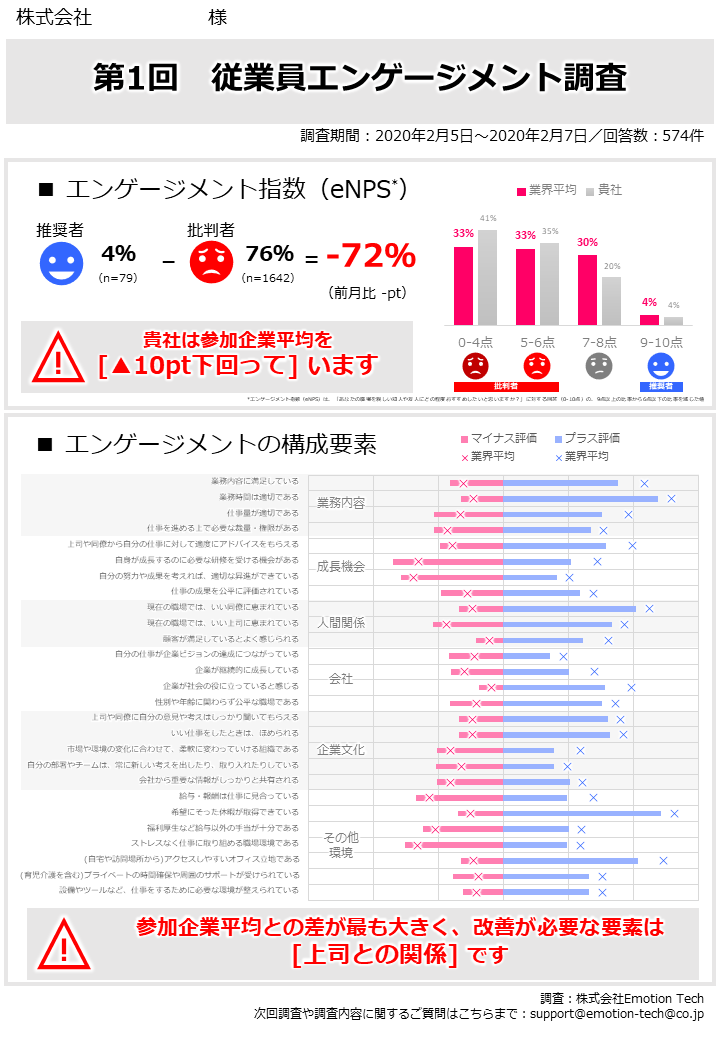 株式会社 様
第1回 従業員エンゲージメント調査
調査期間：2020年2月5日～2020年2月7日／回答数：574件
■ エンゲージメント指数（eNPS*）
推奨者
4%
（n=79）
−
批判者
76%
（n=1642）
=
-72%
（前月比 -pt）
貴社は参加企業平均を
[▲10pt下回って] います
業界平均 貴社
33% 41%
33% 35%
30% 20%
4% 4%
0-4点 5-6点 7-8点 9-10点
批判者 推奨者
■ エンゲージメントの構成要素
マイナス評価 プラス評価
×業界平均 ×業界平均
業務内容
業務内容に満足している
業務時間は適切である
仕事量が適切である
仕事を進める上で必要な裁量・権限がある
成長機会
上司や同僚から自分の仕事に対して適度にアドバイスをもらえる
自身が成長するのに必要な研修を受ける機会がある
自分の努力や成果を考えれば、適切な昇進ができている
仕事の成果を公平に評価されている
人間関係
現在の職場では、いい同僚に恵まれている
現在の職場では、いい上司に恵まれている
顧客が満足しているとよく感じられる
会社
自分の仕事が企業ビジョンの達成につながっている
企業が継続的に成長している
企業が社会の役に立っていると感じる
性別や年齢に関わらず公平な職場である
企業文化
上司や同僚に自分の意見や考えはしっかり聞いてもらえる
いい仕事をしたときは、ほめられる
市場や環境の変化に合わせて、柔軟に変わっていける組織である
自分の部署やチームは、常に新しい考えを出したり、取り入れたりしている
会社から重要な情報がしっかりと共有される
その他
環境
給与・報酬は仕事に見合っている
希望にそった休暇が取得できている
福利厚生など給与以外の手当が十分である
ストレスなく仕事に取り組める職場環境である
(自宅や訪問場所から)アクセスしやすいオフィス立地である
(育児介護を含む)プライベートの時間確保や周囲のサポートが受けられている
設備やツールなど、仕事をするために必要な環境が整えられている
参加企業平均との差が最も大きく、改善が必要な要素は
[上司との関係] です
調査：株式会社Emotion Tech
次回調査や調査内容に関するご質問はこちらまで：support@emotion-tech@co.jp